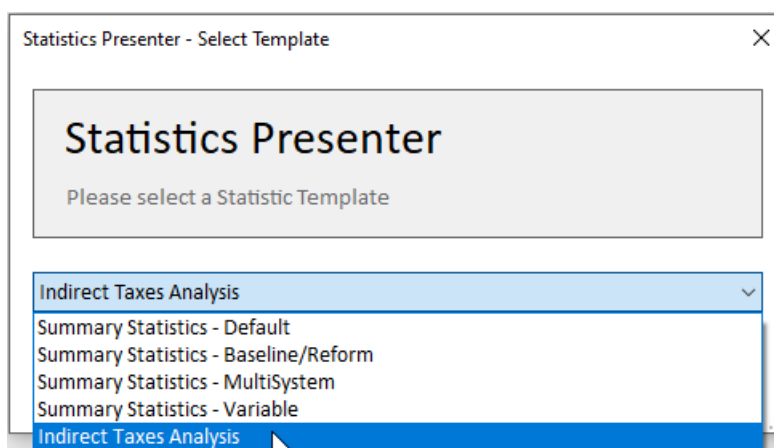 Statistics Presenter - Select Template
Statistics Presenter
Please select a Statistic Template
Indirect Taxes Analysis
Summary Statistics - Default
Summary Statistics - Baseline/Reform
Summary Statistics - MultiSystem
Summary Statistics - Variable
Indirect Taxes Analysis